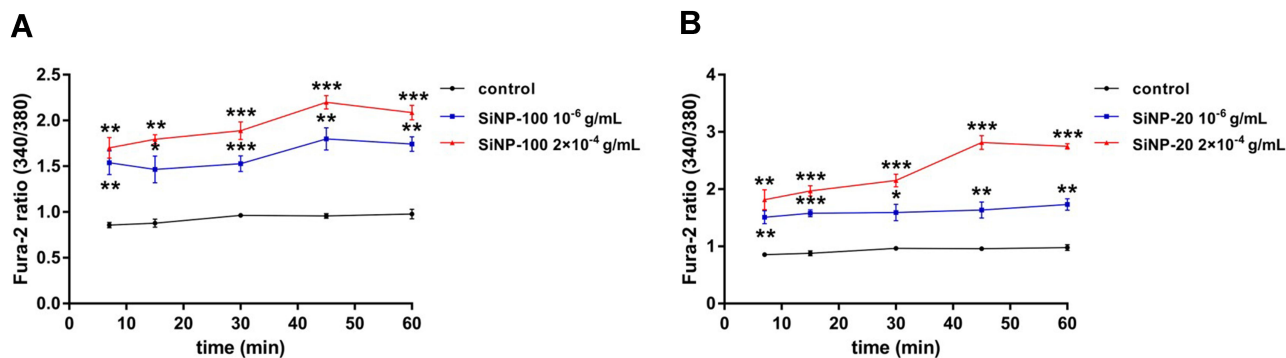 A
Fura-2 ratio (340/380)
2.5
2.0
1.5
1.0
0.5
0.0
** ** *** *** ***
** * *** ** **
0 10 20 30 40 50 60
time (min)
control
SiNP-100 10⁻⁶ g/mL
SiNP-100 2×10⁻⁴ g/mL
B
Fura-2 ratio (340/380)
4
3
2
1
0
** *** *** *** ***
** *** * ** **
0 10 20 30 40 50 60
time (min)
control
SiNP-20 10⁻⁶ g/mL
SiNP-20 2×10⁻⁴ g/mL